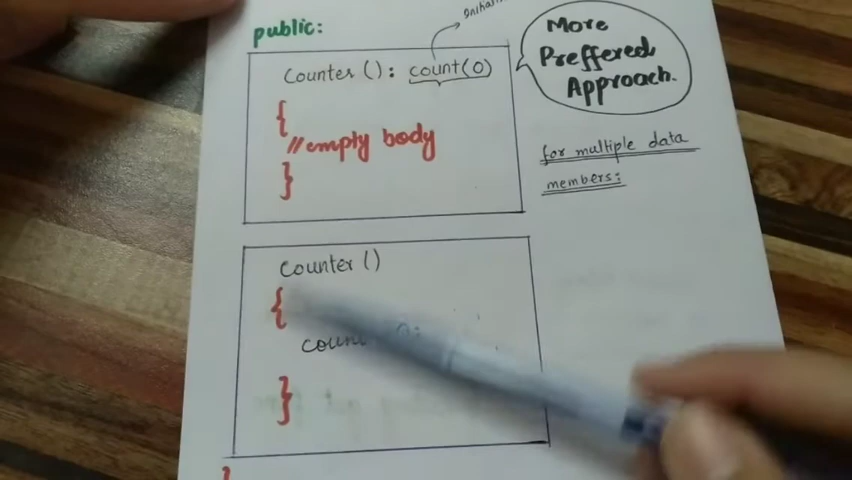 public:
Counter (): count(0)
{
//empty body
}
More
Preffered
Approach.
for multiple data
members:
Counter ()
{
}
}